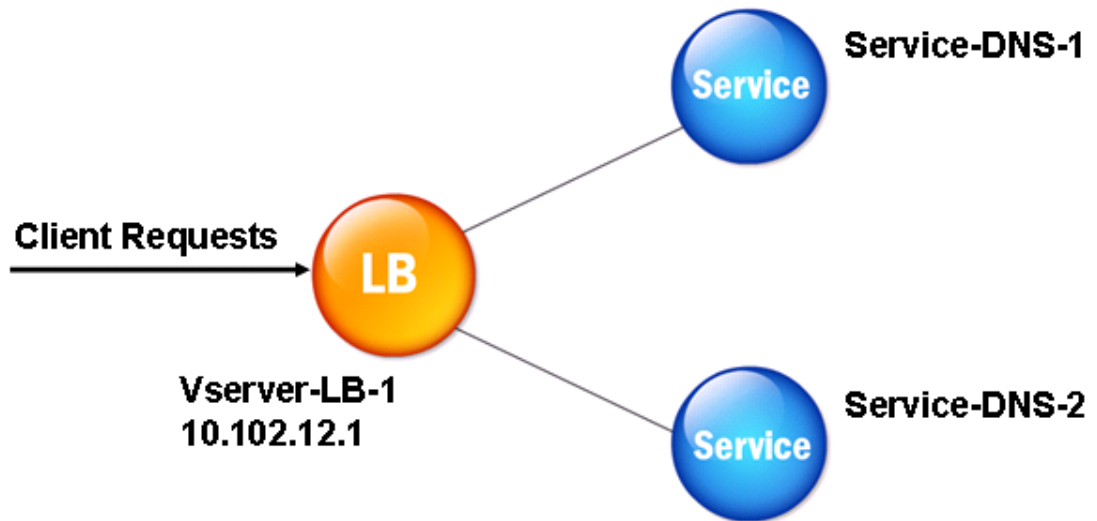 Service-DNS-1
Service
Client Requests
LB
Vserver-LB-1
10.102.12.1
Service-DNS-2
Service